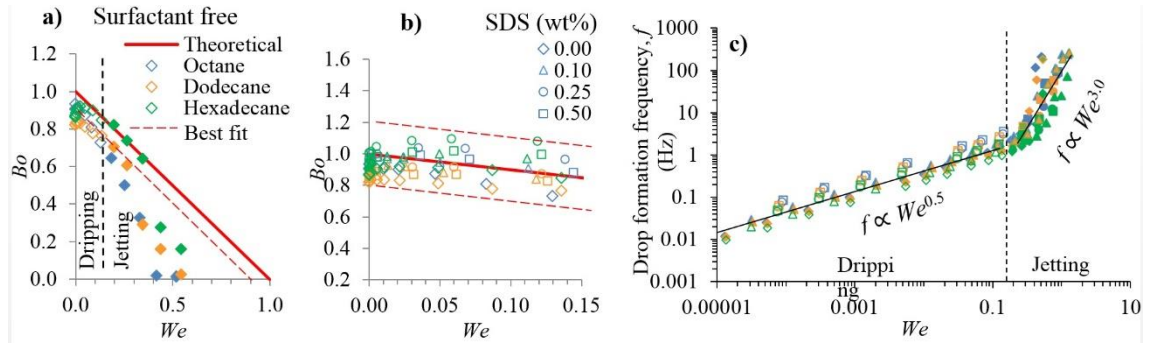 a)
Surfactant free
Theoretical
Octane
Dodecane
Hexadecane
Best fit
1.2
1.0
0.8
0.6
0.4
0.2
0.0
Bo
Dripping
Jetting
0.0
0.5
1.0
We
b)
SDS (wt%)
0.00
0.10
0.25
0.50
1.6
1.4
1.2
1.0
0.8
0.6
0.4
0.2
0.0
Bo
0.00
0.05
0.10
0.15
We
c)
Drop formation frequency, f
(Hz)
1000
100
10
1
0.1
0.01
0.001
f ∝ We^0.5
f ∝ We^3.0
Drippi
ng
Jetting
0.00001
0.001
0.1
10
We